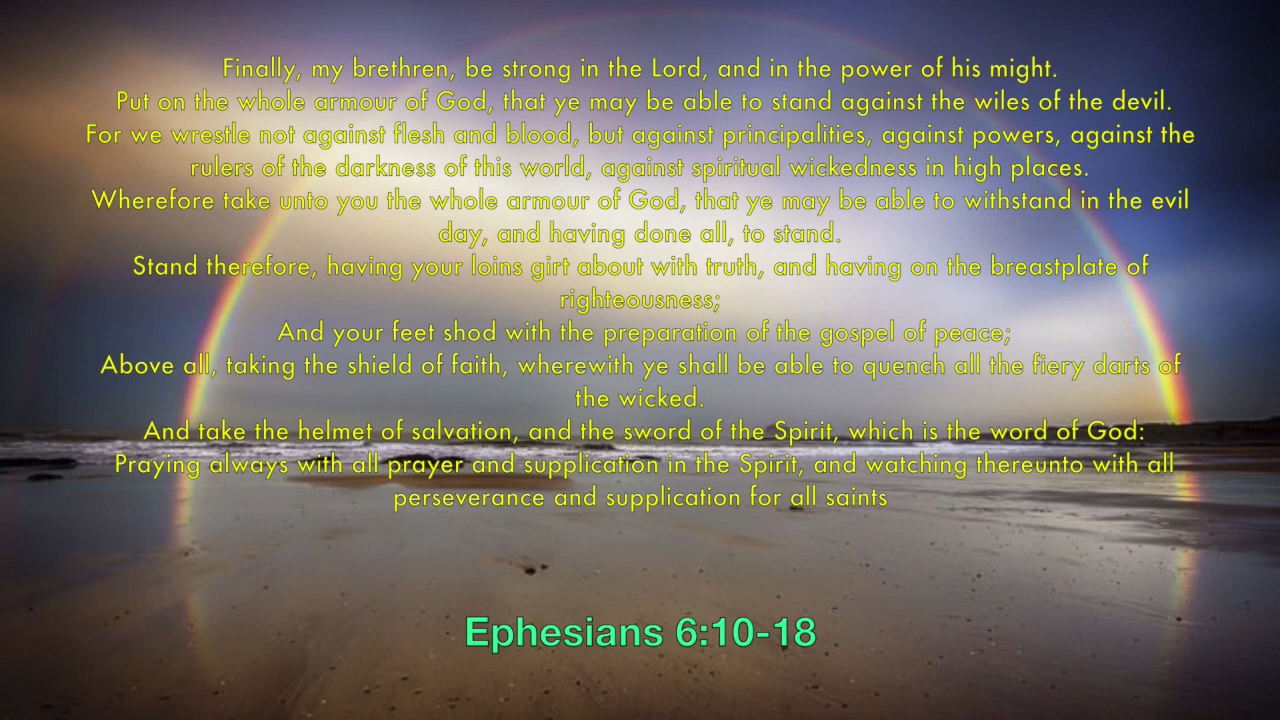 Finally, my brethren, be strong in the Lord, and in the power of his might.
Put on the whole armour of God, that ye may be able to stand against the wiles of the devil.
For we wrestle not against flesh and blood, but against principalities, against powers, against the
rulers of the darkness of this world, against spiritual wickedness in high places.
Wherefore take unto you the whole armour of God, that ye may be able to withstand in the evil
day, and having done all, to stand.
Stand therefore, having your loins girt about with truth, and having on the breastplate of
righteousness;
And your feet shod with the preparation of the gospel of peace;
Above all, taking the shield of faith, wherewith ye shall be able to quench all the fiery darts of
the wicked.
And take the helmet of salvation, and the sword of the Spirit, which is the word of God:
Praying always with all prayer and supplication in the Spirit, and watching thereunto with all
perseverance and supplication for all saints
Ephesians 6:10-18